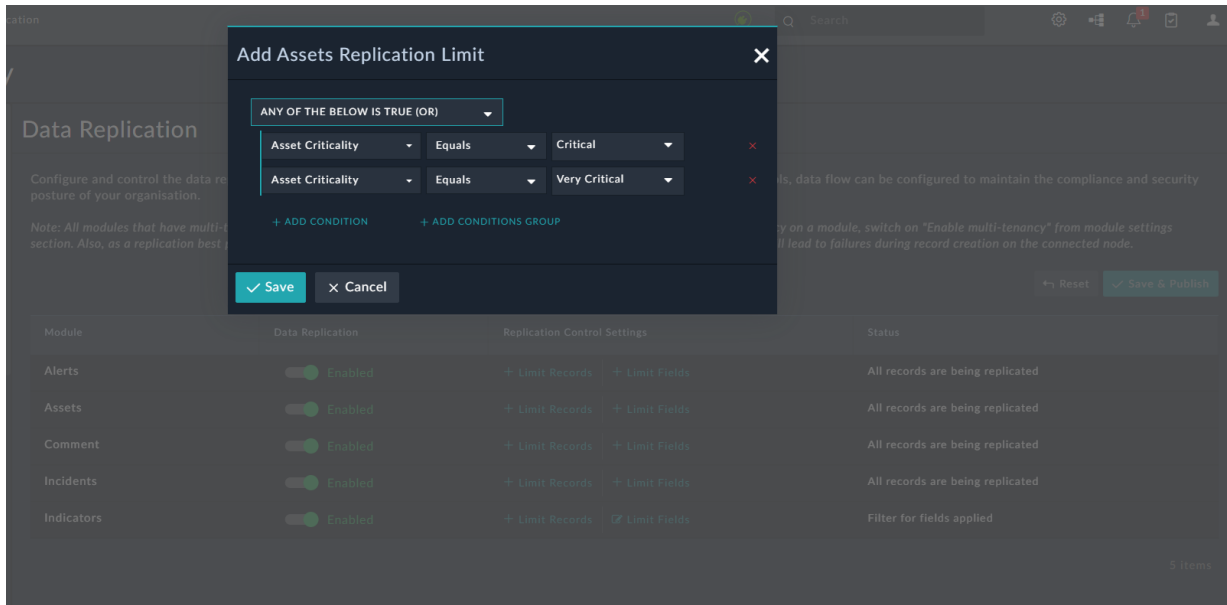 cation
Search
1
Add Assets Replication Limit
ANY OF THE BELOW IS TRUE (OR)
Asset Criticality Equals Critical
Asset Criticality Equals Very Critical
+ ADD CONDITION + ADD CONDITIONS GROUP
Save Cancel
y
Data Replication
Configure and control the data re ls, data flow can be configured to maintain the compliance and security
posture of your organisation.
Note: All modules that have multi-t y on a module, switch on "Enable multi-tenancy" from module settings
section. Also, as a replication best p ll lead to failures during record creation on the connected node.
Reset Save & Publish
Module Data Replication Replication Control Settings Status
Alerts Enabled + Limit Records + Limit Fields All records are being replicated
Assets Enabled + Limit Records + Limit Fields All records are being replicated
Comment Enabled + Limit Records + Limit Fields All records are being replicated
Incidents Enabled + Limit Records + Limit Fields All records are being replicated
Indicators Enabled + Limit Records Limit Fields Filter for fields applied
5 items